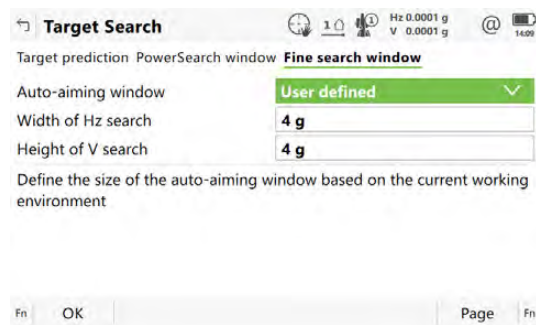 Target Search
1
1
Hz 0.0001 g
V 0.0001 g
@
14:09
Target prediction PowerSearch window Fine search window
Auto-aiming window User defined
Width of Hz search 4 g
Height of V search 4 g
Define the size of the auto-aiming window based on the current working
environment
Fn OK Page Fn